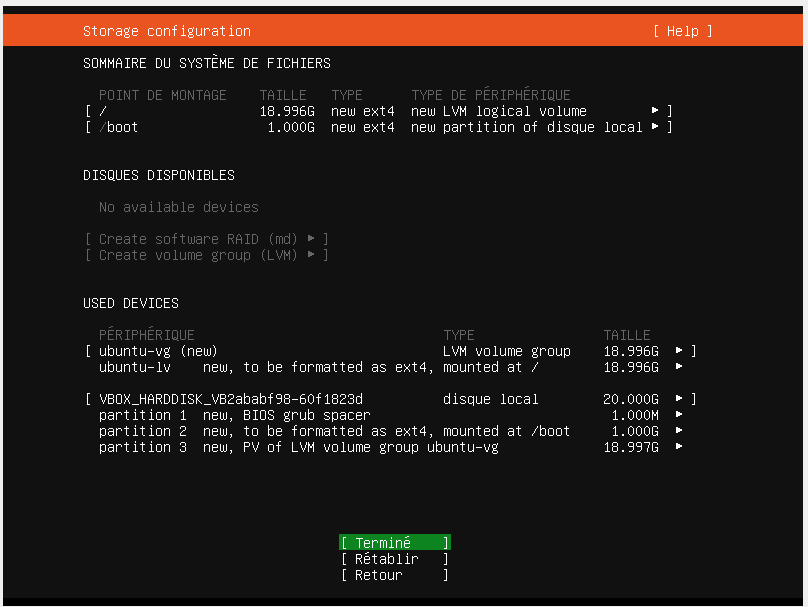 Storage configuration [ Help ]
SOMMAIRE DU SYSTÈME DE FICHIERS
POINT DE MONTAGE TAILLE TYPE TYPE DE PÉRIPHÉRIQUE
[ / 18.996G new ext4 new LVM logical volume ▸ ]
[ /boot 1.000G new ext4 new partition of disque local ▸ ]
DISQUES DISPONIBLES
No available devices
[ Create software RAID (md) ▸ ]
[ Create volume group (LVM) ▸ ]
USED DEVICES
PÉRIPHÉRIQUE TYPE TAILLE
[ ubuntu-vg (new) LVM volume group 18.996G ▸ ]
ubuntu-lv new, to be formatted as ext4, mounted at / 18.996G ▸
[ VBOX_HARDDISK_VB2ababf98-60f1823d disque local 20.000G ▸ ]
partition 1 new, BIOS grub spacer 1.000M ▸
partition 2 new, to be formatted as ext4, mounted at /boot 1.000G ▸
partition 3 new, PV of LVM volume group ubuntu-vg 18.997G ▸
[ Terminé ]
[ Rétablir ]
[ Retour ]